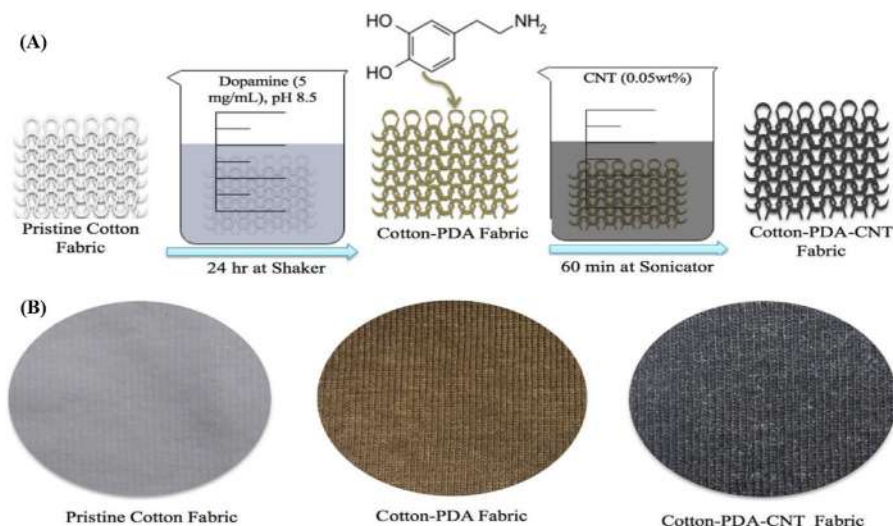 (A)
HO
HO
NH2
Dopamine (5
mg/mL), pH 8.5
CNT (0.05wt%)
Pristine Cotton
Fabric
24 hr at Shaker
Cotton-PDA Fabric
60 min at Sonicator
Cotton-PDA-CNT
Fabric
(B)
Pristine Cotton Fabric
Cotton-PDA Fabric
Cotton-PDA-CNT Fabric